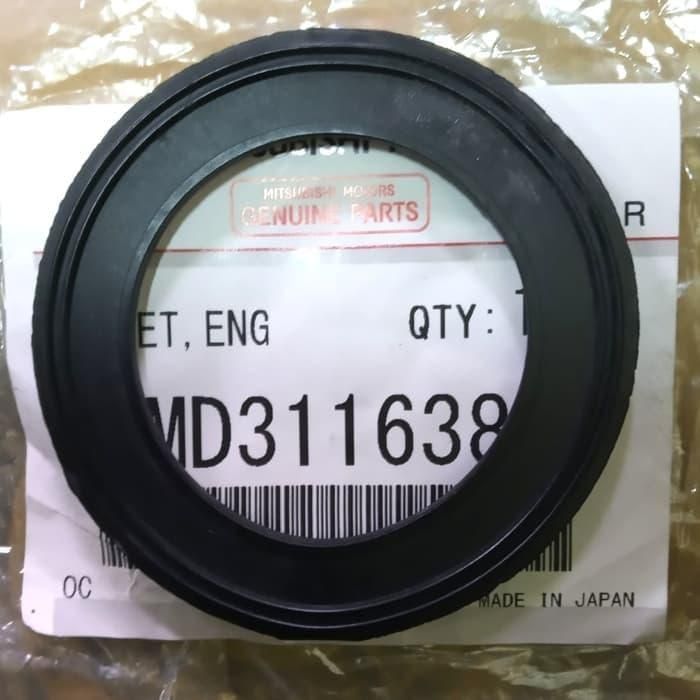 MITSUBISHI MOTORS
GENUINE PARTS
R
ET, ENG QTY:
MD311638
OC MADE IN JAPAN